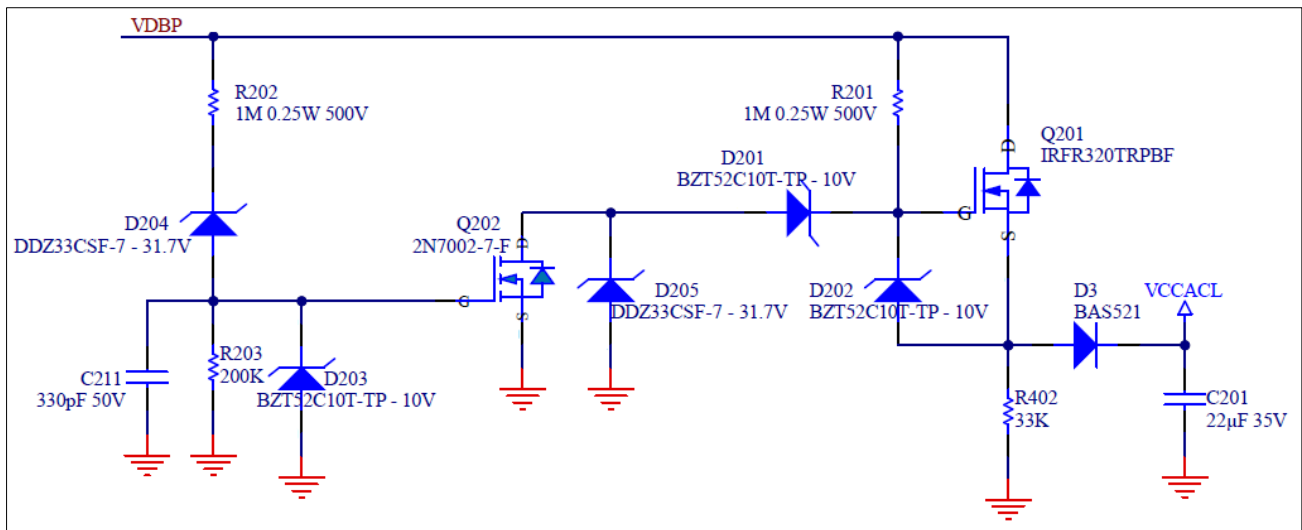 VDBP
R202
1M 0.25W 500V
R201
1M 0.25W 500V
Q201
IRFR320TRPBF
D
G
S
D201
BZT52C10T-TP - 10V
D204
DDZ33CSF-7 - 31.7V
Q202
2N7002-7-F
D
G
S
D205
DDZ33CSF-7 - 31.7V
D202
BZT52C10T-TP - 10V
D3
BAS521
VCCACL
C211
330pF 50V
R203
200K
D203
BZT52C10T-TP - 10V
R402
33K
C201
22µF 35V